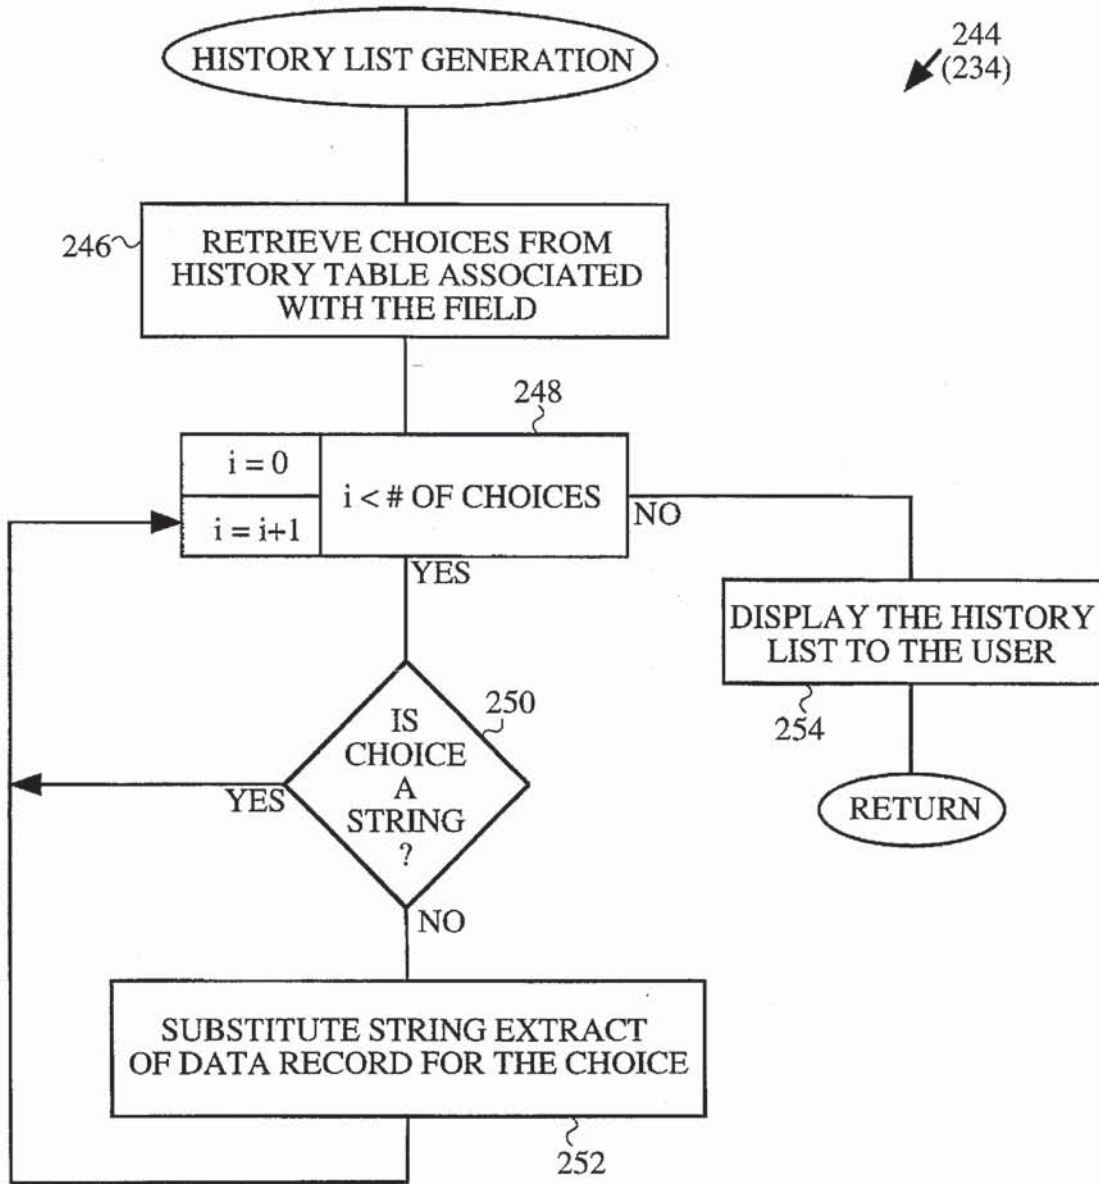 HISTORY LIST GENERATION
244
(234)
246
RETRIEVE CHOICES FROM
HISTORY TABLE ASSOCIATED
WITH THE FIELD
248
i = 0
i = i+1
i < # OF CHOICES
NO
YES
DISPLAY THE HISTORY
LIST TO THE USER
254
RETURN
250
IS
CHOICE
A
STRING
?
YES
NO
SUBSTITUTE STRING EXTRACT
OF DATA RECORD FOR THE CHOICE
252